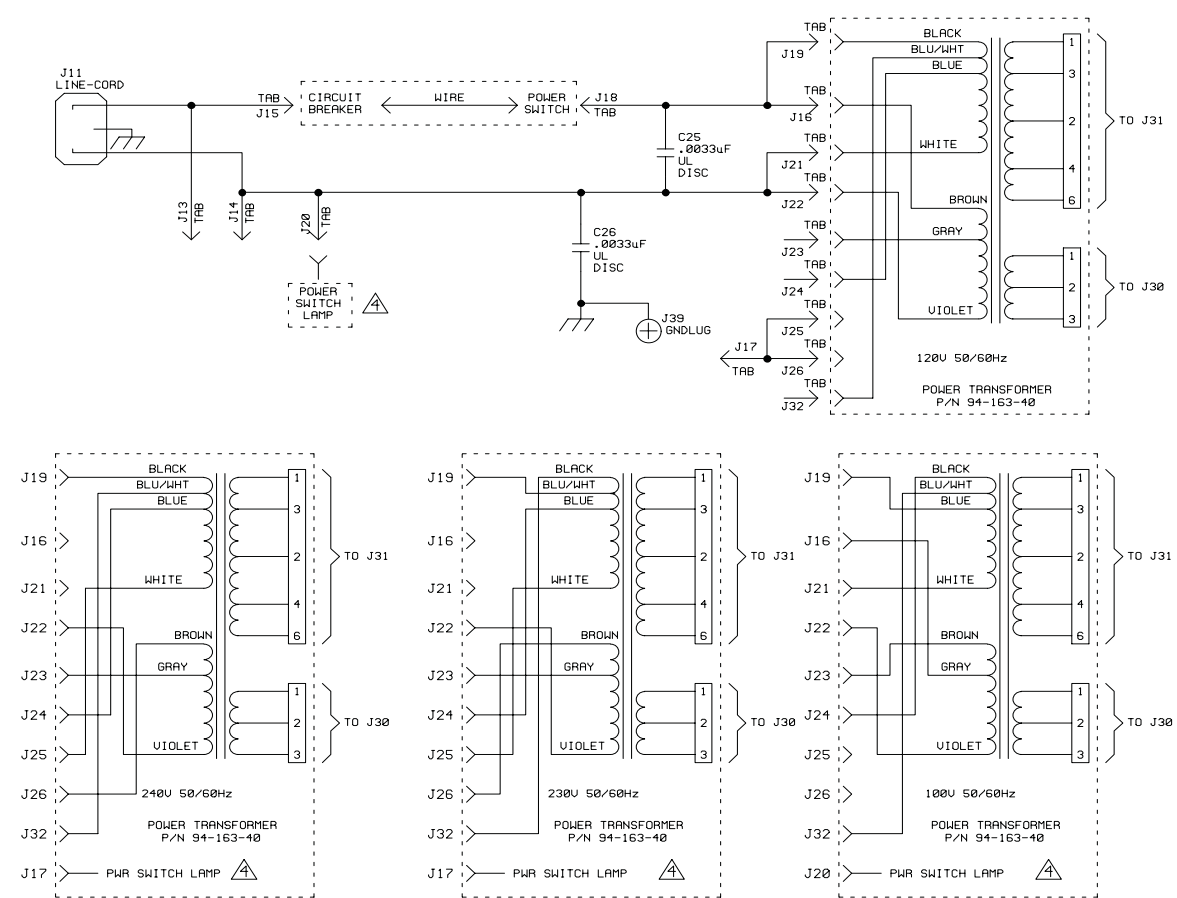 J11
LINE-CORD
TAB
J15
CIRCUIT
BREAKER
WIRE
POWER
SWITCH
J18
TAB
C25
.0033uF
UL
DISC
J13
TAB
J14
TAB
J20
TAB
POWER
SWITCH
LAMP
4
C26
.0033uF
UL
DISC
J39
GNDLUG
J17
TAB
TAB
J19
J16
TAB
J21
TAB
J22
TAB
J23
TAB
J24
TAB
J25
TAB
J26
TAB
J32
BLACK
BLU/WHT
BLUE
WHITE
BROWN
GRAY
VIOLET
1
3
2
4
6
TO J31
1
2
3
TO J30
120V 50/60Hz
POWER TRANSFORMER
P/N 94-163-40
J19
J16
J21
J22
J23
J24
J25
J26
J32
J17
BLACK
BLU/WHT
BLUE
WHITE
BROWN
GRAY
VIOLET
1
3
2
4
6
TO J31
1
2
3
TO J30
240V 50/60Hz
POWER TRANSFORMER
P/N 94-163-40
PWR SWITCH LAMP 4
J19
J16
J21
J22
J23
J24
J25
J26
J32
J17
BLACK
BLU/WHT
BLUE
WHITE
BROWN
GRAY
VIOLET
1
3
2
4
6
TO J31
1
2
3
TO J30
230V 50/60Hz
POWER TRANSFORMER
P/N 94-163-40
PWR SWITCH LAMP 4
J19
J16
J21
J22
J23
J24
J25
J26
J32
J20
BLACK
BLU/WHT
BLUE
WHITE
BROWN
GRAY
VIOLET
1
3
2
4
6
TO J31
1
2
3
TO J30
100V 50/60Hz
POWER TRANSFORMER
P/N 94-163-40
PWR SWITCH LAMP 4